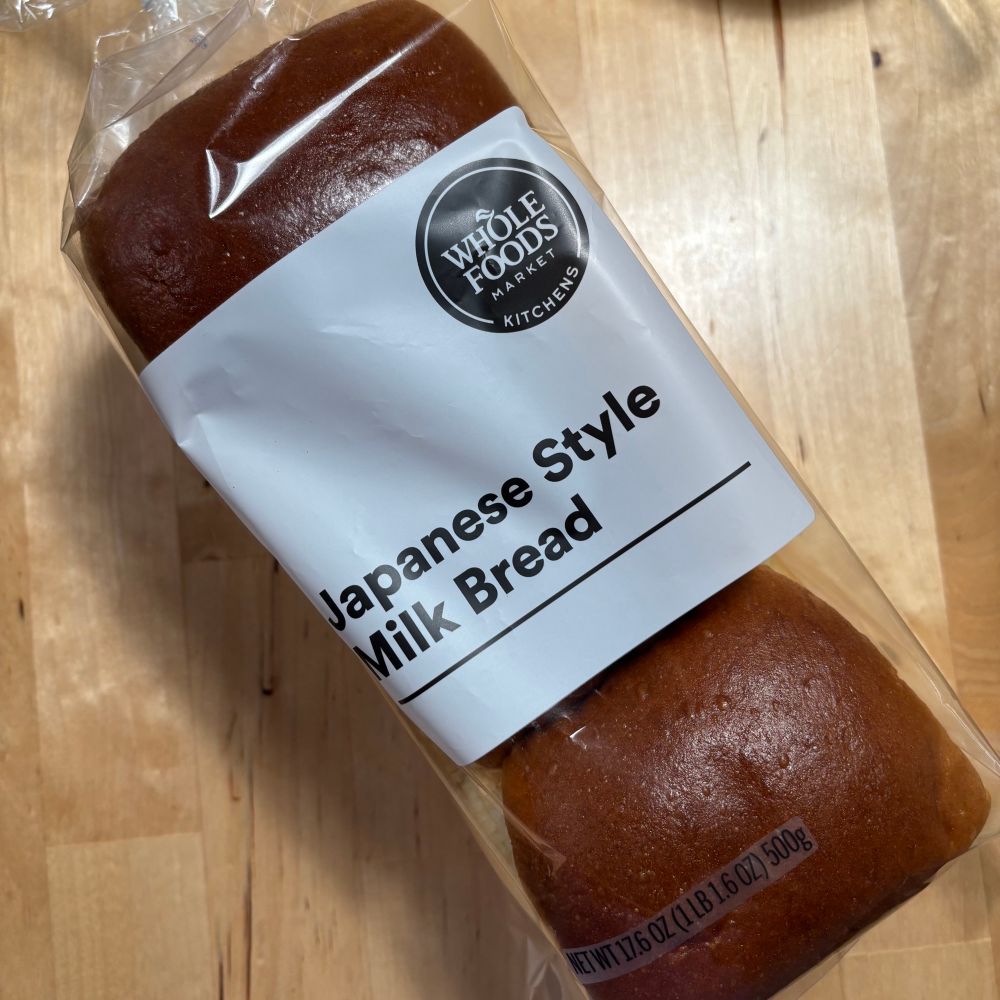 WHOLE
FOODS
MARKET
KITCHENS
Japanese Style
Milk Bread
NET WT 17.6 OZ (1 LB 1.6 OZ) 500g